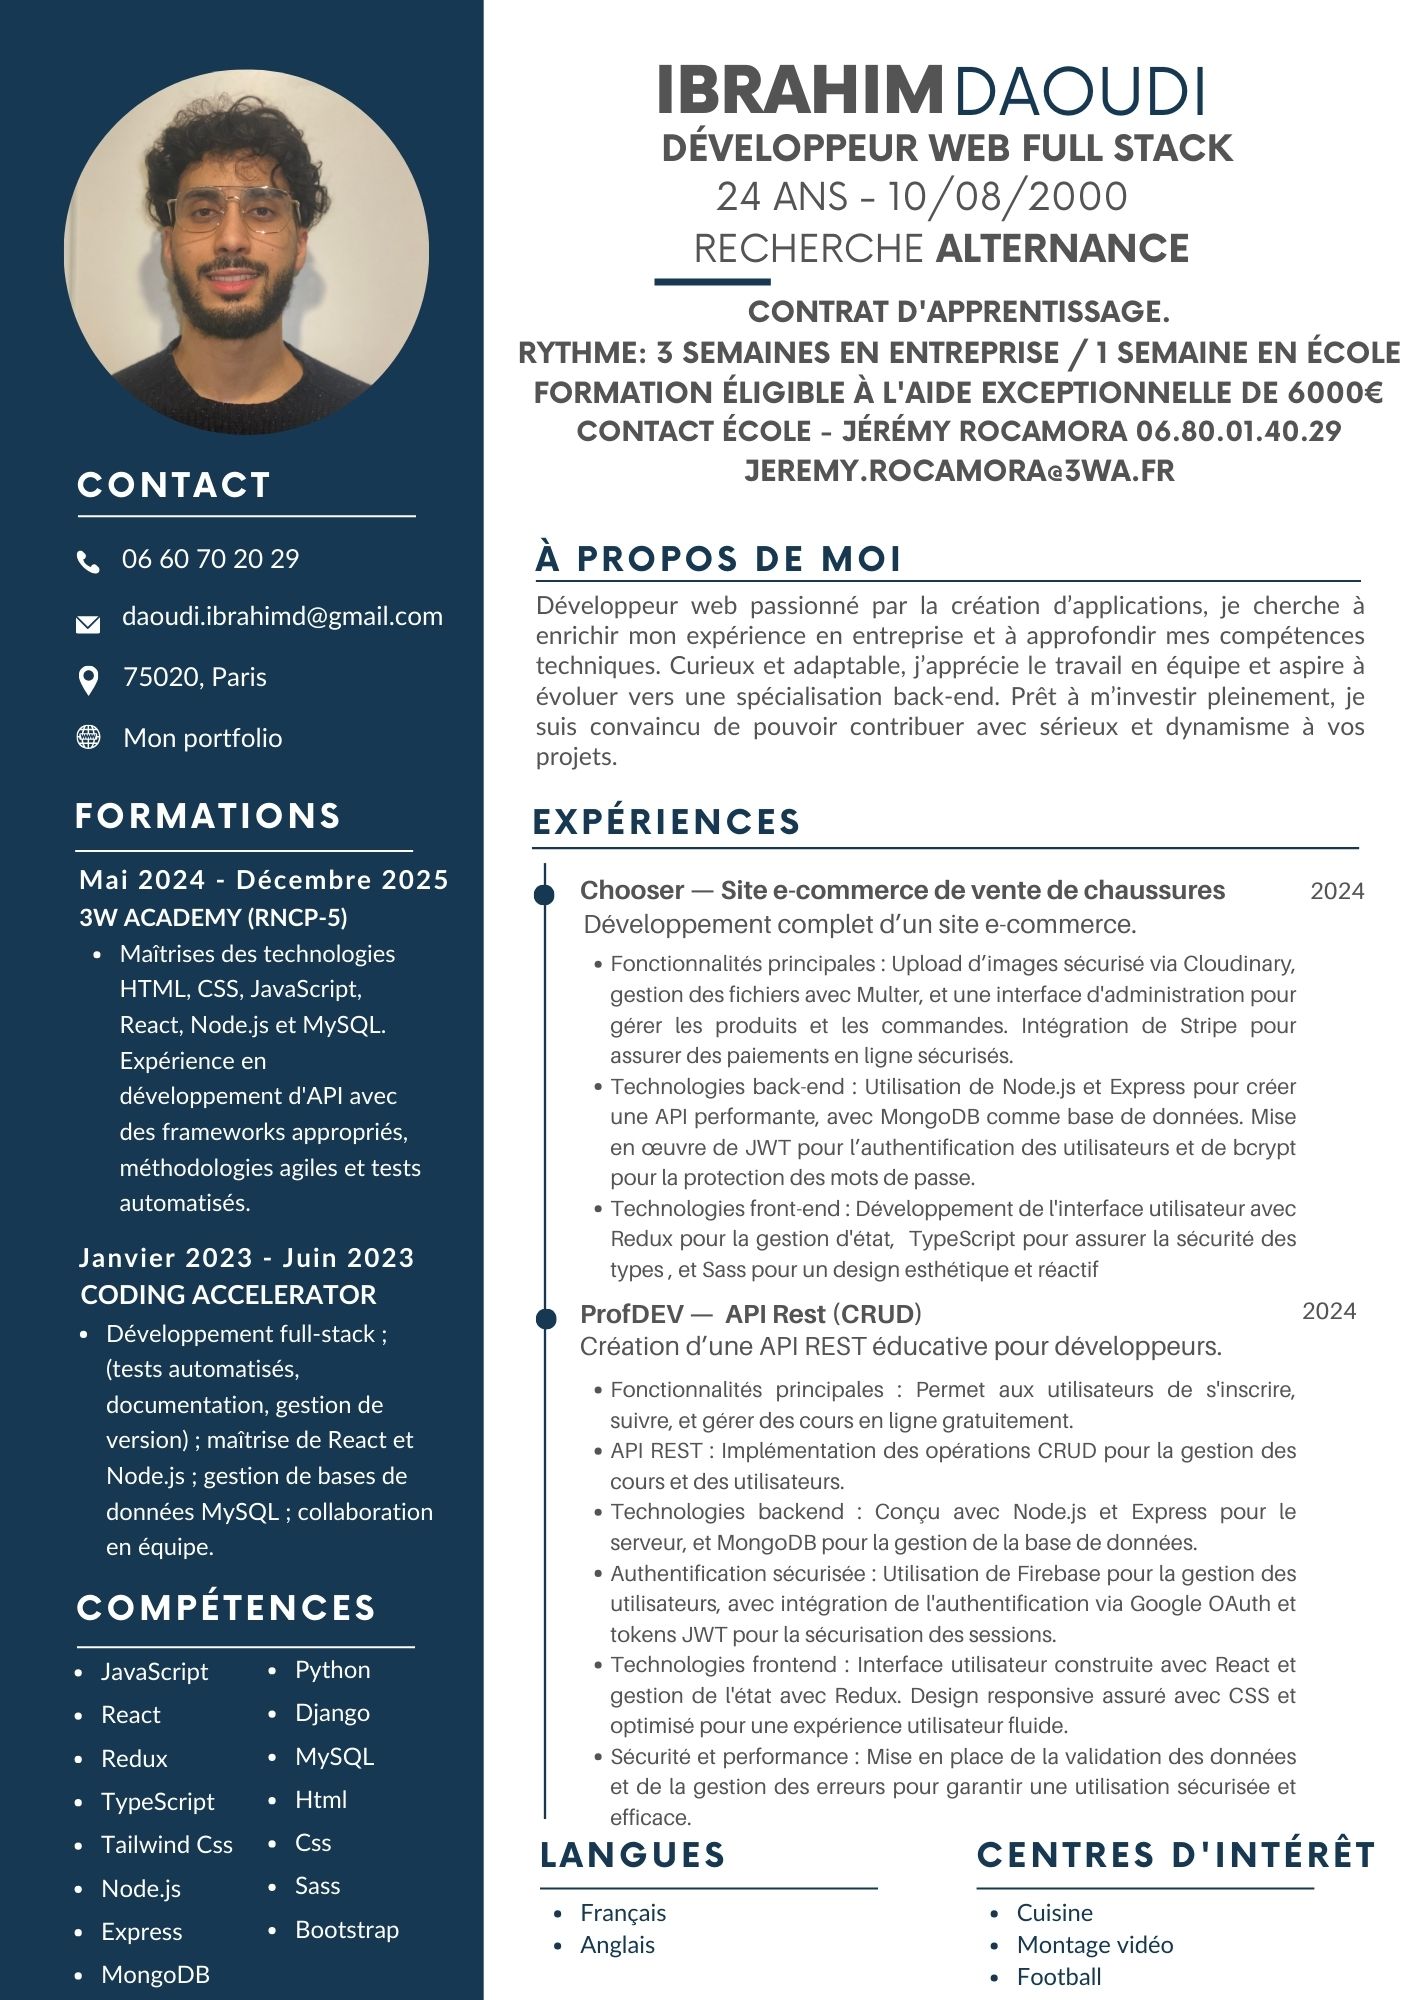 IBRAHIM DAOUDI
DÉVELOPPEUR WEB FULL STACK
24 ANS - 10/08/2000
RECHERCHE ALTERNANCE
CONTRAT D'APPRENTISSAGE.
RYTHME: 3 SEMAINES EN ENTREPRISE / 1 SEMAINE EN ÉCOLE
FORMATION ÉLIGIBLE À L'AIDE EXCEPTIONNELLE DE 6000€
CONTACT ÉCOLE - JÉRÉMY ROCAMORA 06.80.01.40.29
JEREMY.ROCAMORA@3WA.FR
CONTACT
06 60 70 20 29
daoudi.ibrahimd@gmail.com
75020, Paris
Mon portfolio
FORMATIONS
Mai 2024 - Décembre 2025
3W ACADEMY (RNCP-5)
• Maîtrises des technologies
HTML, CSS, JavaScript,
React, Node.js et MySQL.
Expérience en
développement d'API avec
des frameworks appropriés,
méthodologies agiles et tests
automatisés.
Janvier 2023 - Juin 2023
CODING ACCELERATOR
• Développement full-stack ;
(tests automatisés,
documentation, gestion de
version) ; maîtrise de React et
Node.js ; gestion de bases de
données MySQL ; collaboration
en équipe.
COMPÉTENCES
• JavaScript
• React
• Redux
• TypeScript
• Tailwind Css
• Node.js
• Express
• MongoDB
• Python
• Django
• MySQL
• Html
• Css
• Sass
• Bootstrap
À PROPOS DE MOI
Développeur web passionné par la création d’applications, je cherche à
enrichir mon expérience en entreprise et à approfondir mes compétences
techniques. Curieux et adaptable, j’apprécie le travail en équipe et aspire à
évoluer vers une spécialisation back-end. Prêt à m’investir pleinement, je
suis convaincu de pouvoir contribuer avec sérieux et dynamisme à vos
projets.
EXPÉRIENCES
Chooser — Site e-commerce de vente de chaussures 2024
Développement complet d’un site e-commerce.
• Fonctionnalités principales : Upload d’images sécurisé via Cloudinary,
gestion des fichiers avec Multer, et une interface d'administration pour
gérer les produits et les commandes. Intégration de Stripe pour
assurer des paiements en ligne sécurisés.
• Technologies back-end : Utilisation de Node.js et Express pour créer
une API performante, avec MongoDB comme base de données. Mise
en œuvre de JWT pour l’authentification des utilisateurs et de bcrypt
pour la protection des mots de passe.
• Technologies front-end : Développement de l'interface utilisateur avec
Redux pour la gestion d'état, TypeScript pour assurer la sécurité des
types , et Sass pour un design esthétique et réactif
ProfDEV — API Rest (CRUD) 2024
Création d’une API REST éducative pour développeurs.
• Fonctionnalités principales : Permet aux utilisateurs de s'inscrire,
suivre, et gérer des cours en ligne gratuitement.
• API REST : Implémentation des opérations CRUD pour la gestion des
cours et des utilisateurs.
• Technologies backend : Conçu avec Node.js et Express pour le
serveur, et MongoDB pour la gestion de la base de données.
• Authentification sécurisée : Utilisation de Firebase pour la gestion des
utilisateurs, avec intégration de l'authentification via Google OAuth et
tokens JWT pour la sécurisation des sessions.
• Technologies frontend : Interface utilisateur construite avec React et
gestion de l'état avec Redux. Design responsive assuré avec CSS et
optimisé pour une expérience utilisateur fluide.
• Sécurité et performance : Mise en place de la validation des données
et de la gestion des erreurs pour garantir une utilisation sécurisée et
efficace.
LANGUES
• Français
• Anglais
CENTRES D'INTÉRÊT
• Cuisine
• Montage vidéo
• Football